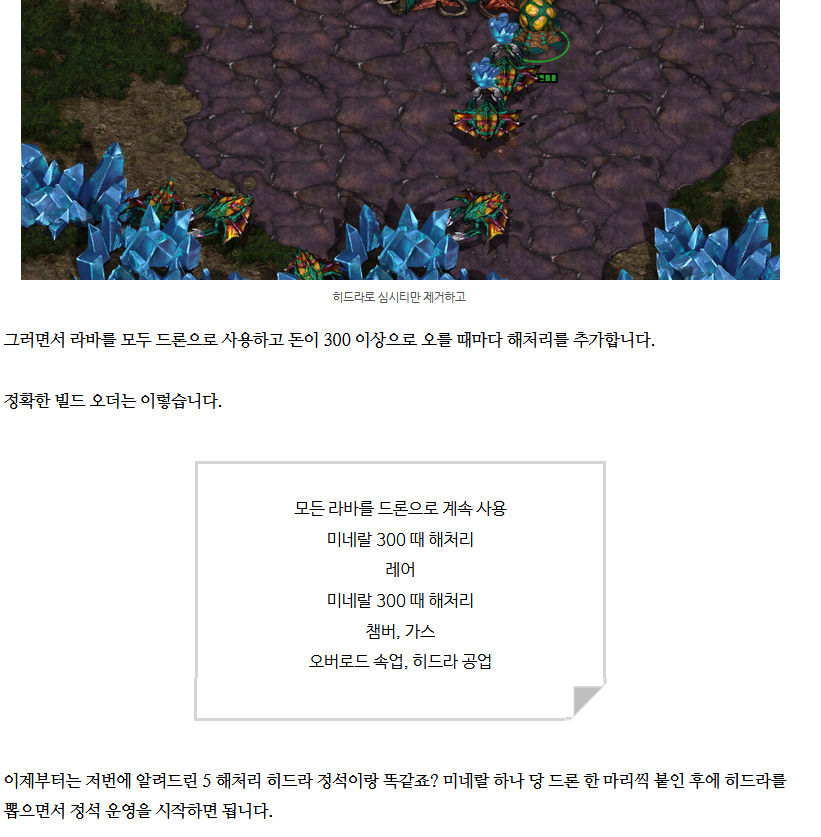 히드라로 심시티만 제거하고
그러면서 라바를 모두 드론으로 사용하고 돈이 300 이상으로 오를 때마다 해처리를 추가합니다.
정확한 빌드 오더는 이렇습니다.
모든 라바를 드론으로 계속 사용
미네랄 300 때 해처리
레어
미네랄 300 때 해처리
챔버, 가스
오버로드 속업, 히드라 공업
이제부터는 저번에 알려드린 5 해처리 히드라 정석이랑 똑같죠? 미네랄 하나 당 드론 한 마리씩 붙인 후에 히드라를
뽑으면서 정석 운영을 시작하면 됩니다.